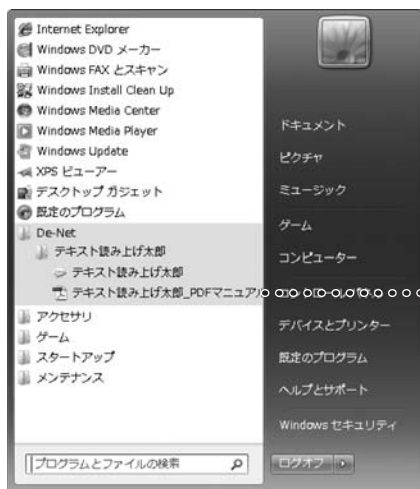 Internet Explorer
Windows DVD メーカー
Windows FAX とスキャン
Windows Install Clean Up
Windows Media Center
Windows Media Player
Windows Update
XPS ビューアー
デスクトップ ガジェット
既定のプログラム
De-Net
テキスト読み上げ太郎
テキスト読み上げ太郎
テキスト読み上げ太郎_PDFマニュアル
アクセサリ
ゲーム
スタートアップ
メンテナンス
プログラムとファイルの検索
ドキュメント
ピクチャ
ミュージック
ゲーム
コンピューター
デバイスとプリンター
既定のプログラム
ヘルプとサポート
Windows セキュリティ
ログオフ